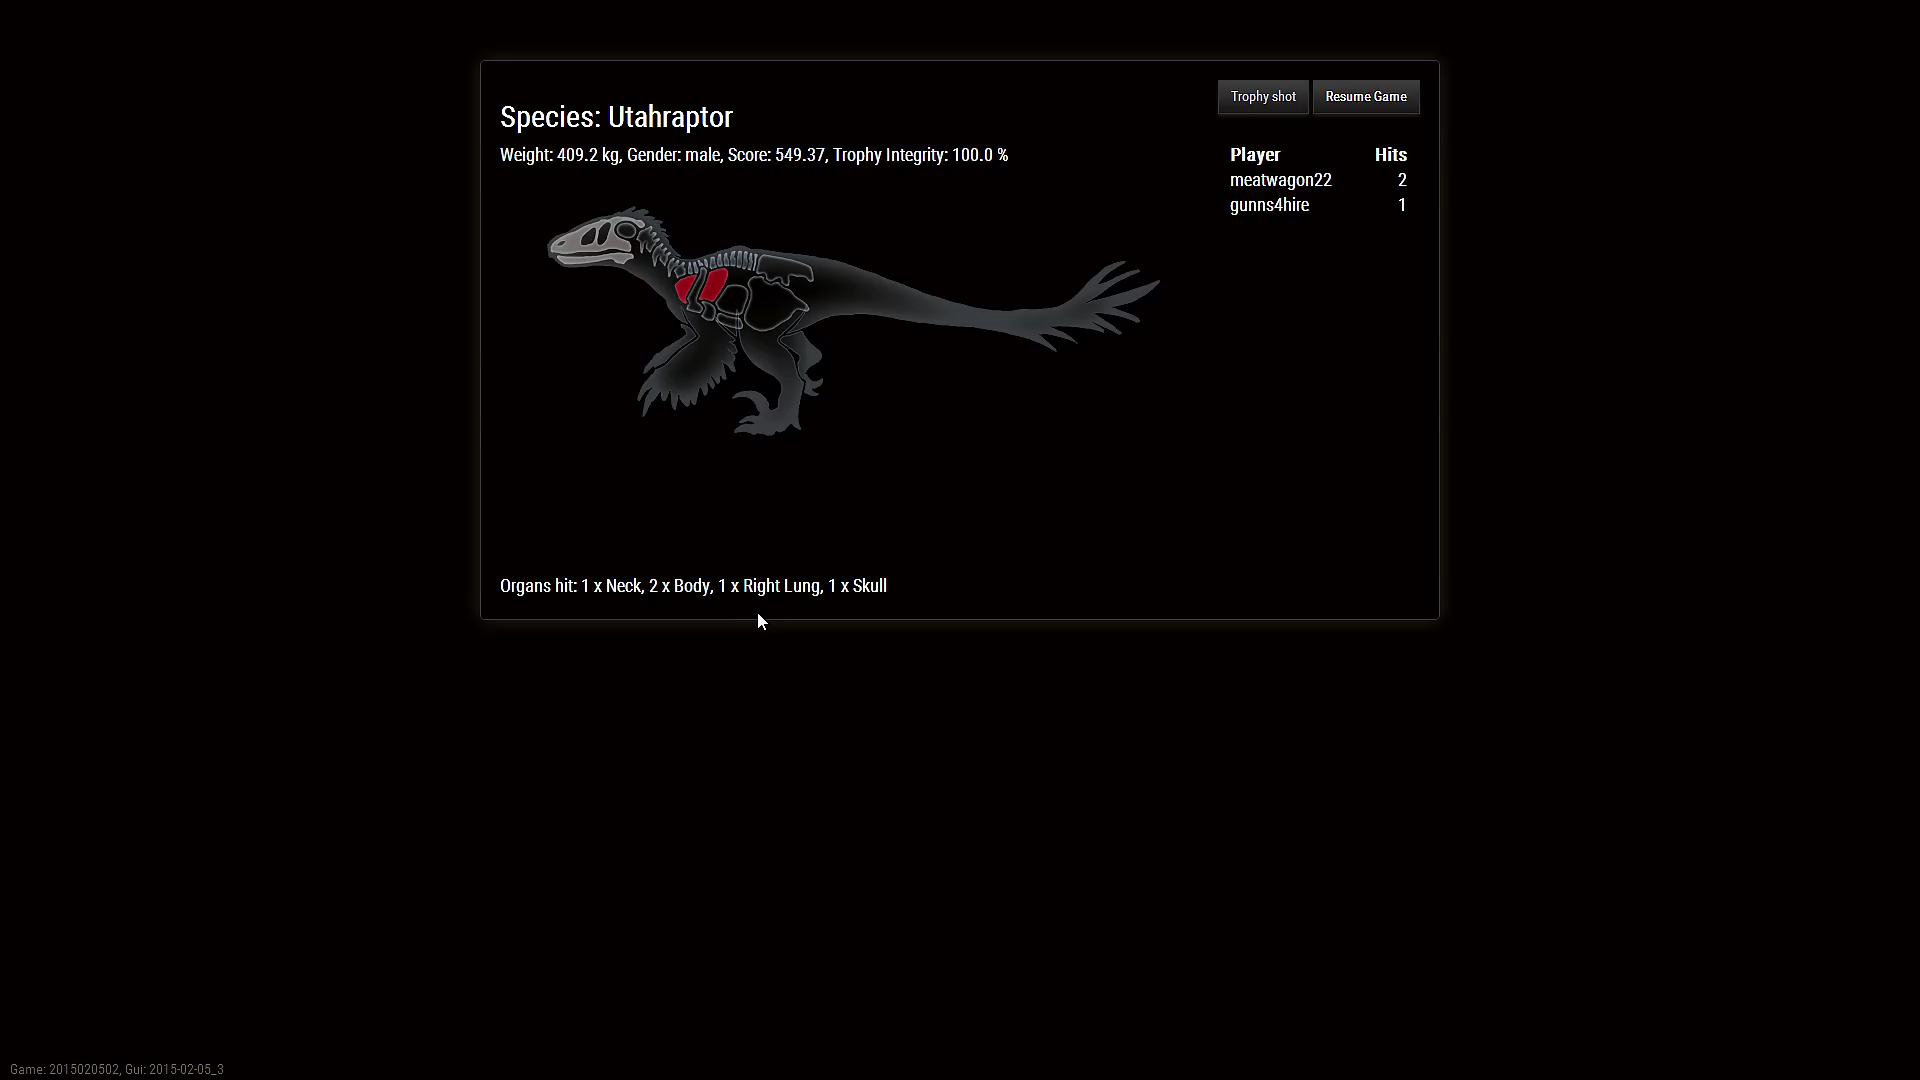 Trophy shot Resume Game
Species: Utahraptor
Weight: 409.2 kg, Gender: male, Score: 549.37, Trophy Integrity: 100.0 %
Player Hits
meatwagon22 2
gunns4hire 1
Organs hit: 1 x Neck, 2 x Body, 1 x Right Lung, 1 x Skull
Game: 2015020502, Gui: 2015-02-05_3